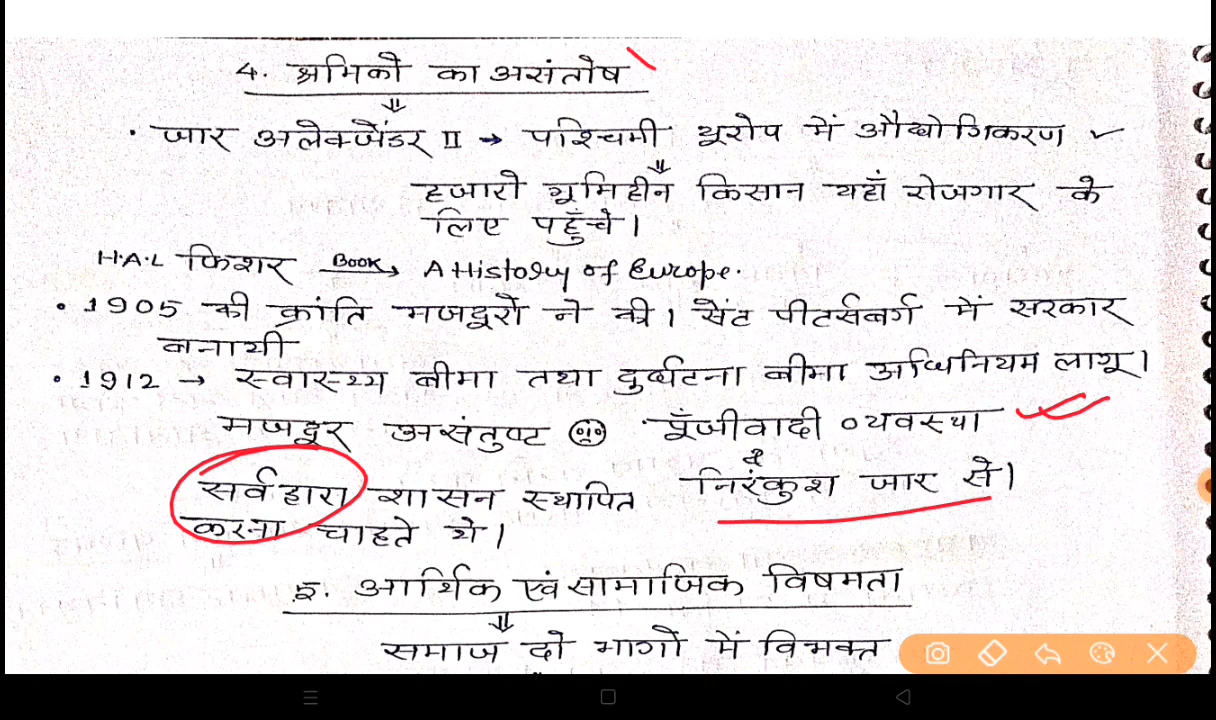 4. श्रमिको का असंतोष
⇓
• जार अलेक्जेंडर II → पश्चिमी यूरोप में औद्योगिकरण ✓
⇓
हजारो भूमिहीन किसान यहाँ रोजगार के
लिए पहुँचे।
H.A.L फिशर Book→ A History of Europe.
• 1905 की क्रांति मजदूरो ने की। सेंट पीटर्सबर्ग में सरकार
बनायी
• 1912 → स्वास्थ्य बीमा तथा दुर्घटना बीमा अधिनियम लागू।
मजदूर असंतुष्ट पूँजीवादी व्यवस्था
व
सर्वहारा शासन स्थापित निरंकुश जार से।
करना चाहते थे।
5. आर्थिक एवं सामाजिक विषमता
⇓
समाज दो भागो में विभक्त